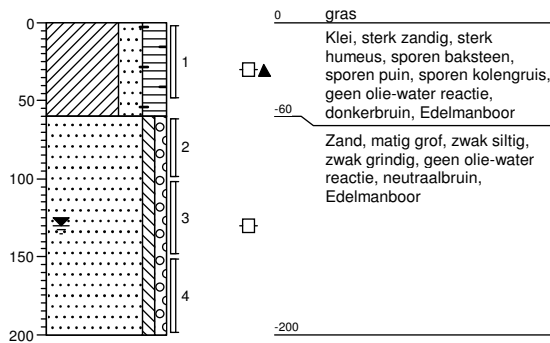 0
50
100
150
200
1
2
3
4
0 gras
Klei, sterk zandig, sterk
humeus, sporen baksteen,
sporen puin, sporen kolengruis,
geen olie-water reactie,
donkerbruin, Edelmanboor
-60
Zand, matig grof, zwak siltig,
zwak grindig, geen olie-water
reactie, neutraalbruin,
Edelmanboor
-200